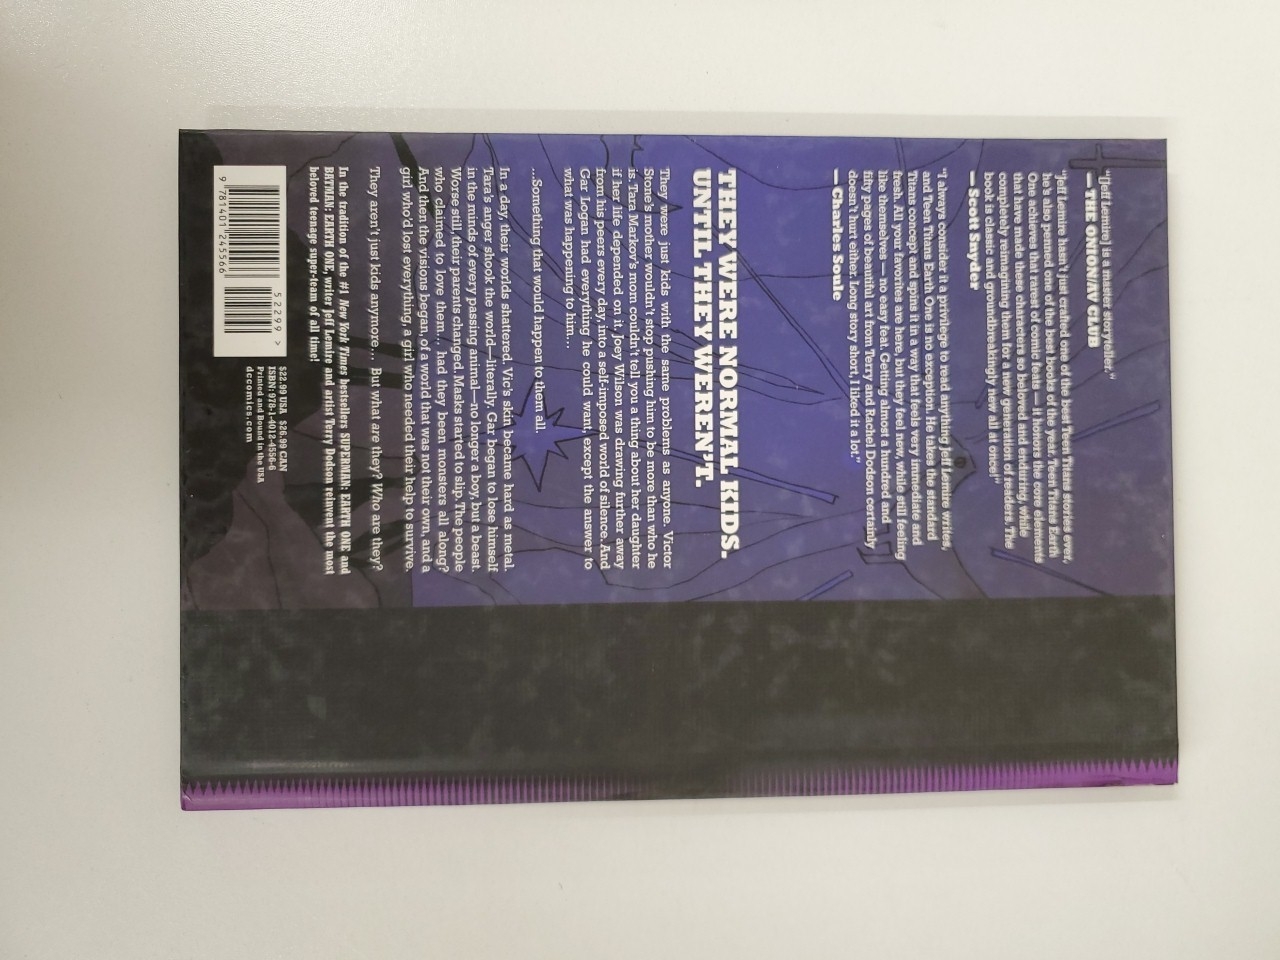 "[Jeff Lemire] is a master storyteller."
— THE ONION/AV CLUB
"Jeff Lemire hasn't just crafted one of the best Teen Titans stories ever,
he's also penned one of the best books of the year. Teen Titans Earth
One achieves that rarest of comic feats — it honors the core elements
that have made these characters so beloved and enduring, while
completely reimagining them for a new generation of readers. The
book is classic and groundbreakingly new all at once!"
— Scott Snyder
"I always consider it a privilege to read anything Jeff Lemire writes,
and Teen Titans Earth One is no exception. He takes the standard
Titans concept and spins it in a way that feels very immediate and
fresh. All your favorites are here, but they feel new, while still feeling
like themselves — no easy feat. Getting almost a hundred and
fifty pages of beautiful art from Terry and Rachel Dodson certainly
doesn't hurt either. Long story short, I liked it a lot."
— Charles Soule
THEY WERE NORMAL KIDS.
UNTIL THEY WEREN'T.
They were just kids with the same problems as anyone. Victor
Stone's mother wouldn't stop pushing him to be more than who he
is. Tara Markov's mom couldn't tell you a thing about her daughter
if her life depended on it. Joey Wilson was drawing further away
from his peers every day, into a self-imposed world of silence. And
Gar Logan had everything he could want, except the answer to
what was happening to him....
...Something that would happen to them all.
In a day, their worlds shattered. Vic's skin became hard as metal.
Tara's anger shook the world—literally. Gar began to lose himself
in the minds of every passing animal—no longer a boy, but a beast.
Worse still, their parents changed. Masks started to slip. The people
who claimed to love them... had they been monsters all along?
And then the visions began, of a world that was not their own, and a
girl who'd lost everything, a girl who needed their help to survive.
They aren't just kids anymore.... But what are they? Who are they?
In the tradition of the #1 New York Times bestsellers SUPERMAN: EARTH ONE and
BATMAN: EARTH ONE, writer Jeff Lemire and artist Terry Dodson reinvent the most
beloved teenage super-team of all time!
$22.99 USA $26.99 CAN
ISBN: 978-1-4012-4556-6
Printed and Bound in the USA
dccomics.com
52299 >
9 781401 245566